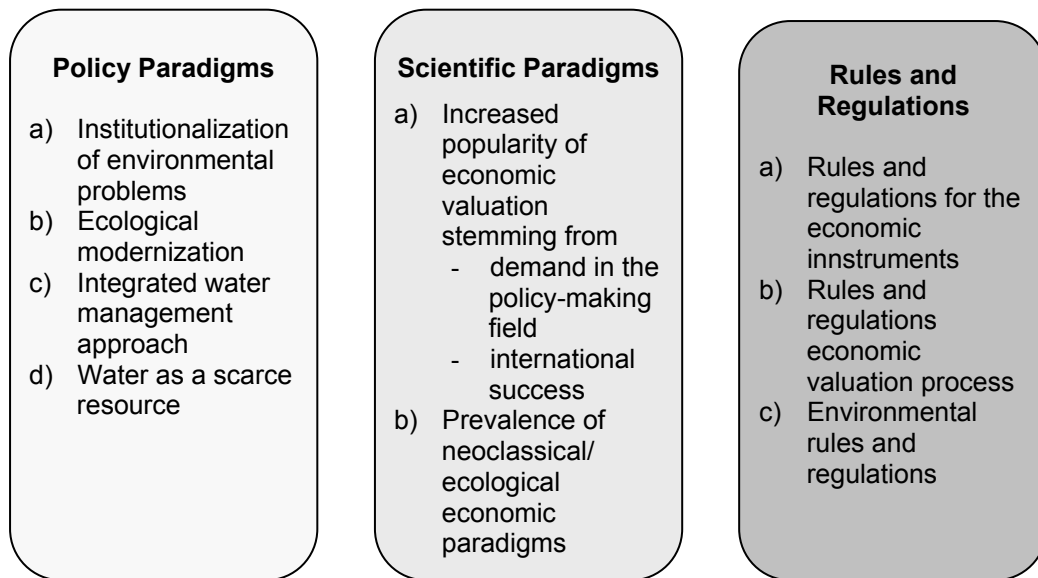 Policy Paradigms
a) Institutionalization
of environmental
problems
b) Ecological
modernization
c) Integrated water
management
approach
d) Water as a scarce
resource
Scientific Paradigms
a) Increased
popularity of
economic
valuation
stemming from
- demand in the
policy-making
field
- international
success
b) Prevalence of
neoclassical/
ecological
economic
paradigms
Rules and
Regulations
a) Rules and
regulations for the
economic
innstruments
b) Rules and
regulations
economic
valuation process
c) Environmental
rules and
regulations